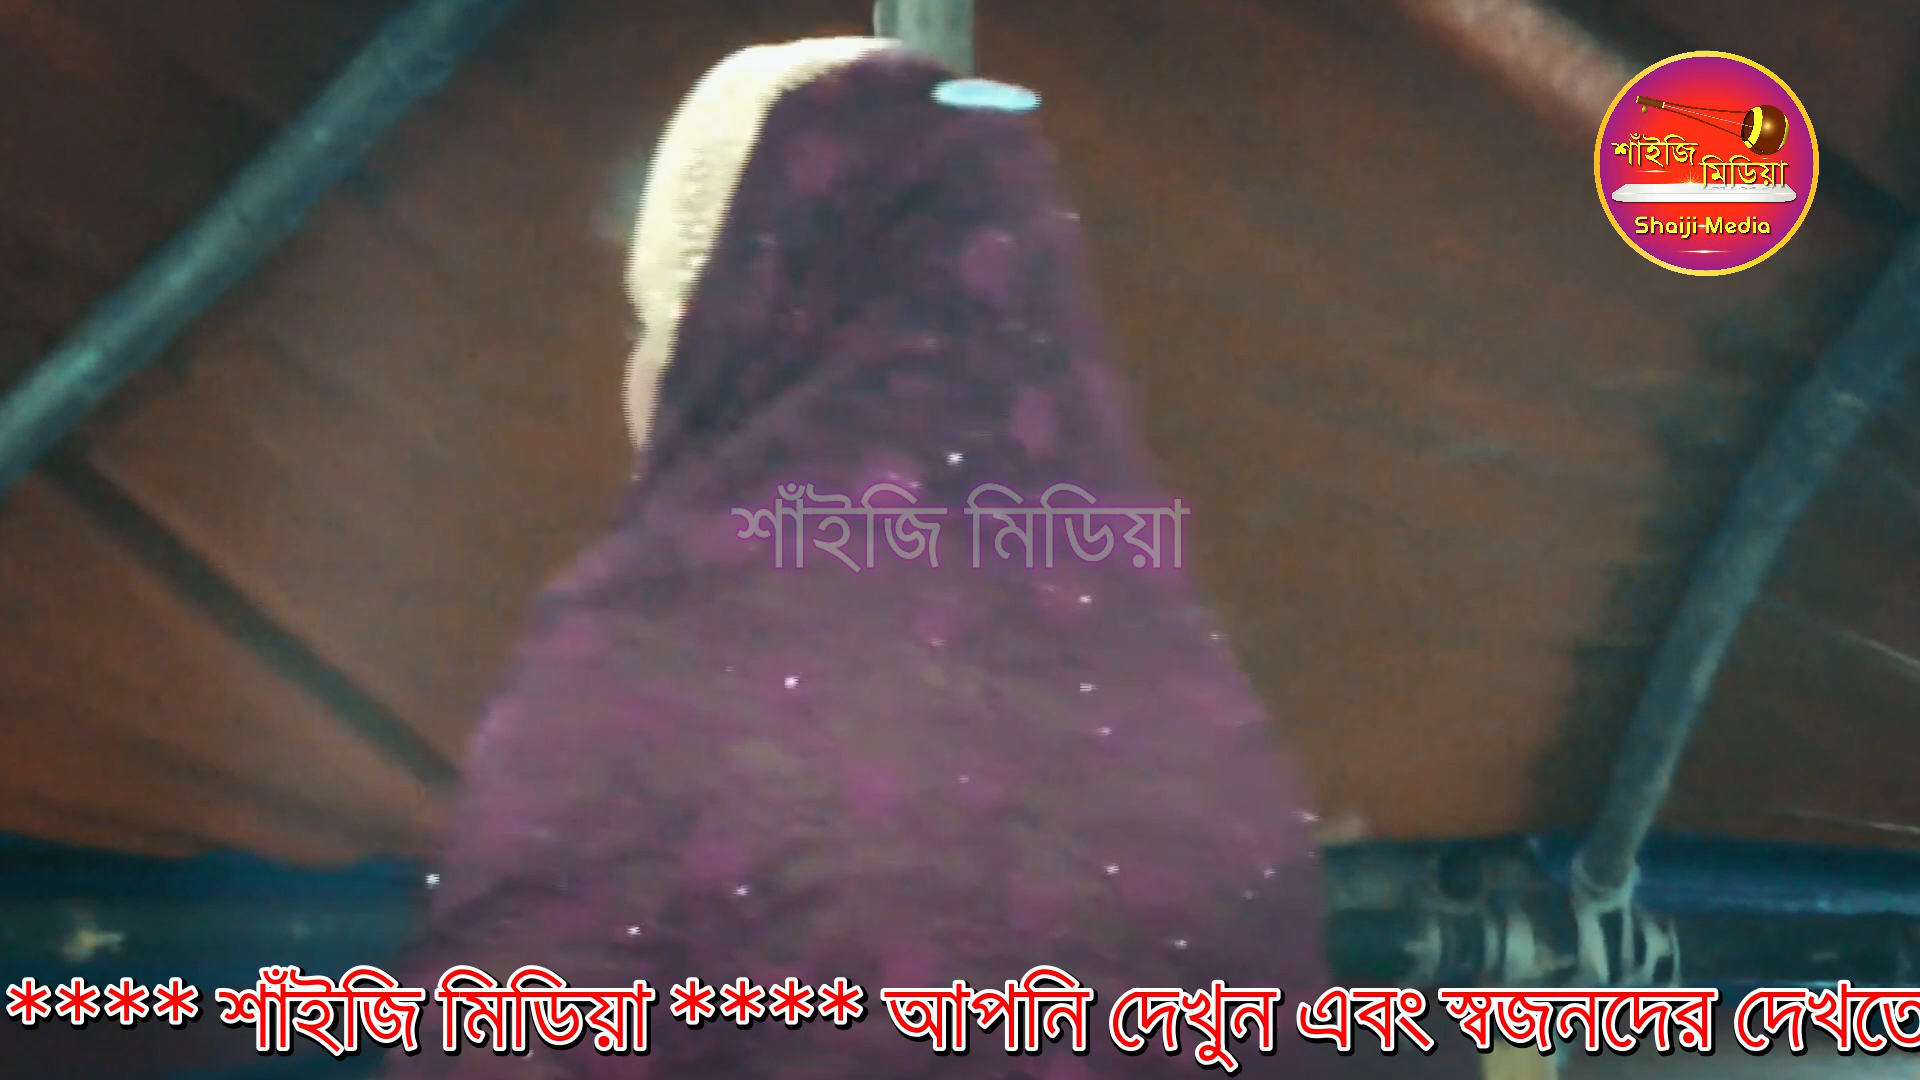 শাঁইজি
মিডিয়া
Shaiji-Media
শাঁইজি মিডিয়া
**** শাঁইজি মিডিয়া **** আপনি দেখুন এবং স্বজনদের দেখতে